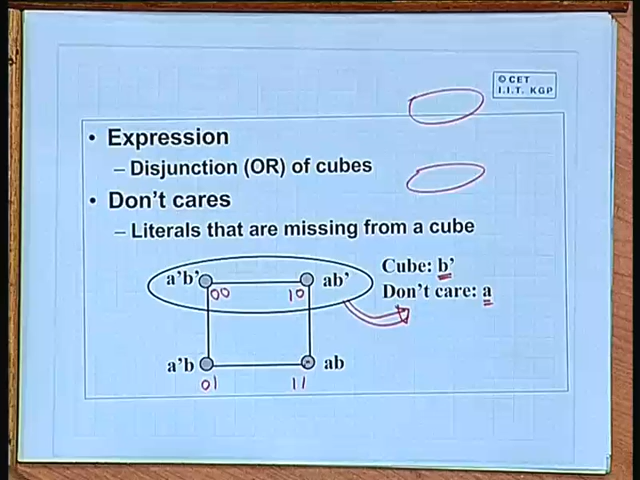 © CET
I.I.T. KGP
• Expression
– Disjunction (OR) of cubes
• Don't cares
– Literals that are missing from a cube
a'b' ab' Cube: b'
00 10 Don't care: a
a'b ab
01 11